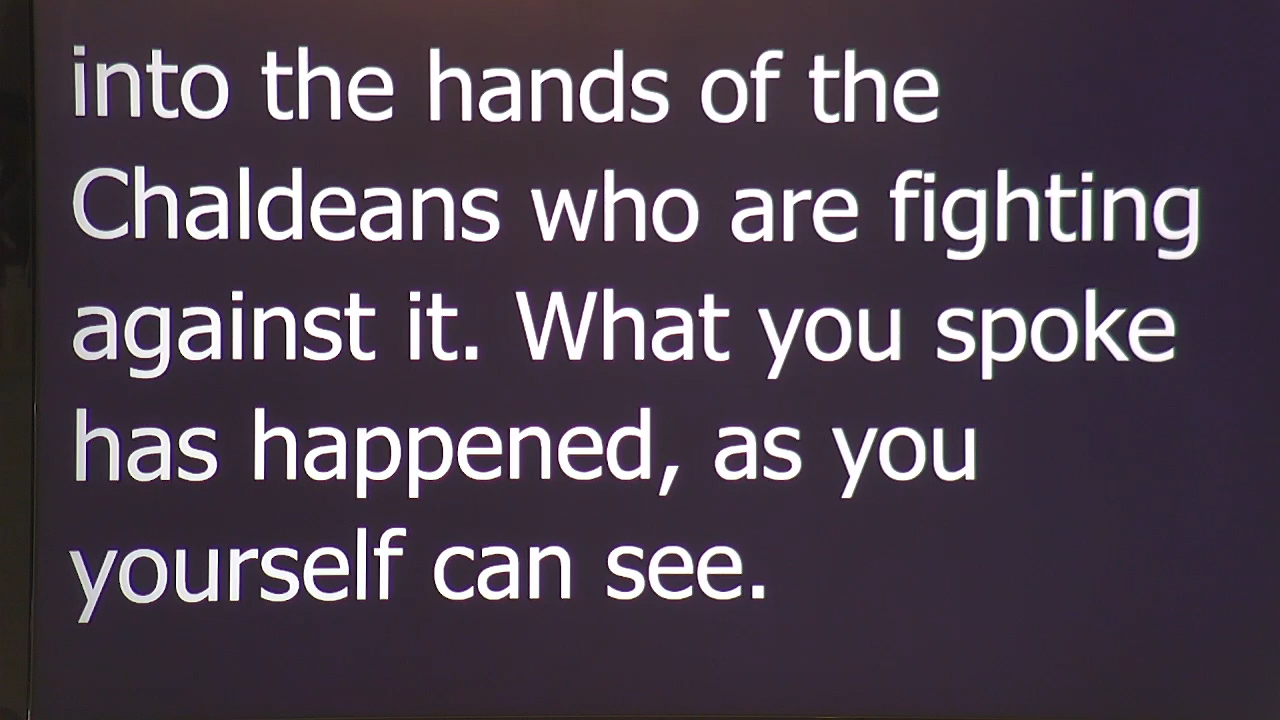 into the hands of the
Chaldeans who are fighting
against it. What you spoke
has happened, as you
yourself can see.